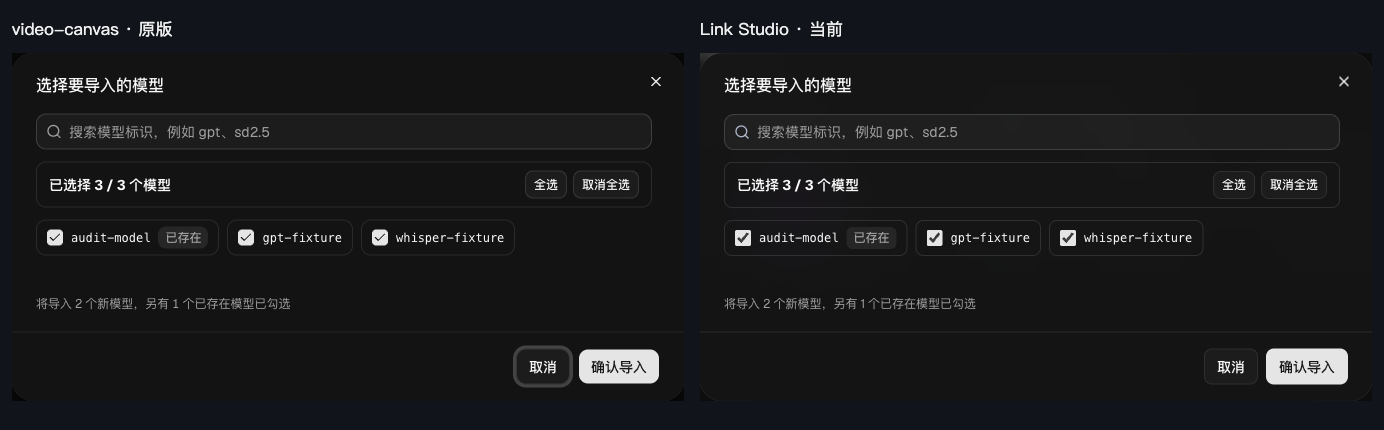 video-canvas · 原版
选择要导入的模型
搜索模型标识，例如 gpt、sd2.5
已选择 3 / 3 个模型 全选 取消全选
audit-model 已存在 gpt-fixture whisper-fixture
将导入 2 个新模型，另有 1 个已存在模型已勾选
取消 确认导入
Link Studio · 当前
选择要导入的模型
搜索模型标识，例如 gpt、sd2.5
已选择 3 / 3 个模型 全选 取消全选
audit-model 已存在 gpt-fixture whisper-fixture
将导入 2 个新模型，另有 1 个已存在模型已勾选
取消 确认导入